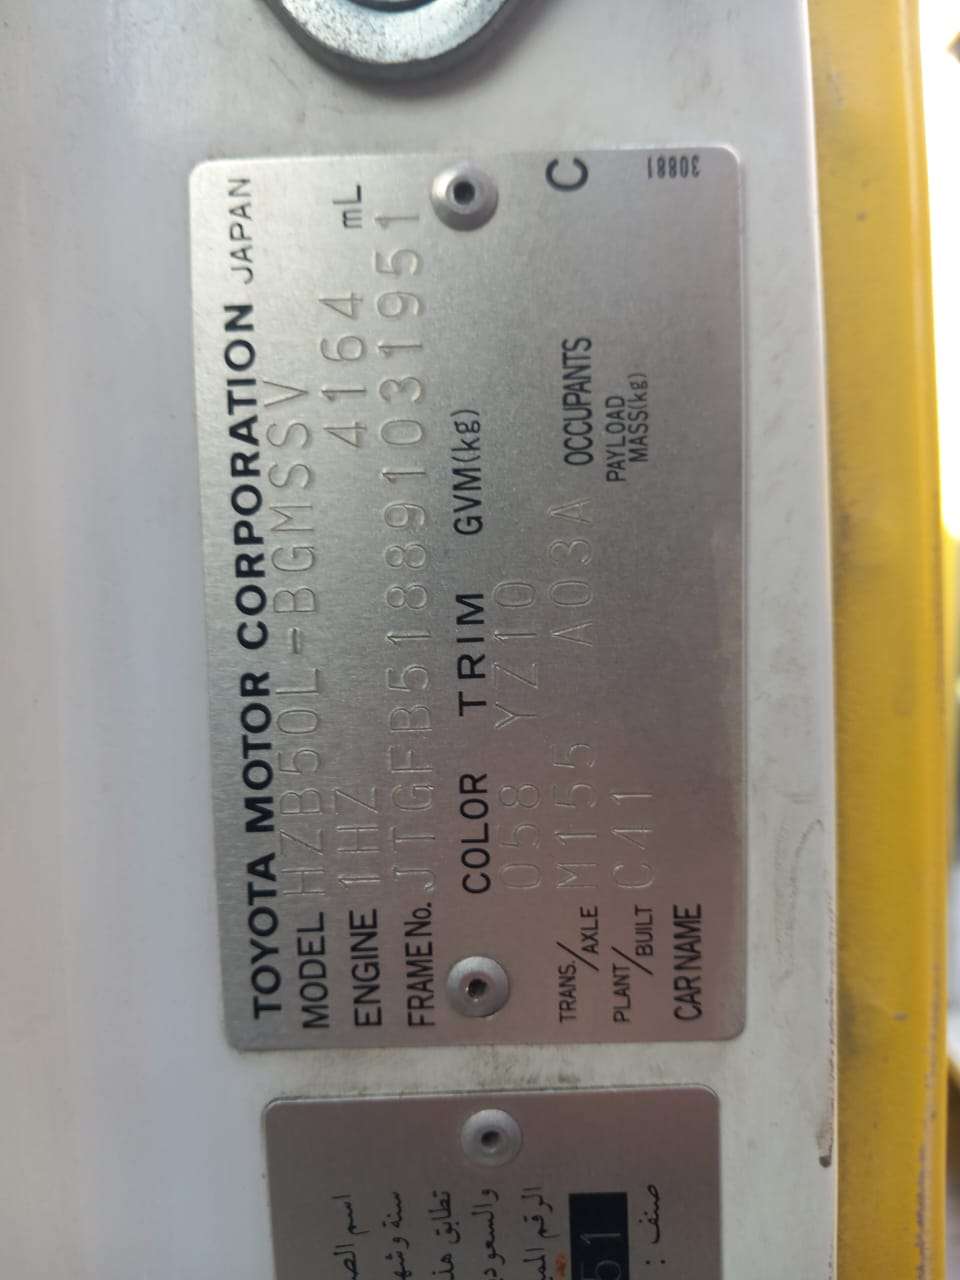 TOYOTA MOTOR CORPORATION JAPAN
MODEL HZB50L-BGMSSV
ENGINE 1HZ 4164 mL
FRAME No. JTGFB518891031951
COLOR TRIM GVM(kg)
058 YZ10
TRANS/AXLE M155 A03A OCCUPANTS C
PLANT/BUILT C41 PAYLOAD MASS(kg)
CAR NAME
30881
اسم الص
سنة وشه
تطابق هذ
والسعود
الرقم المم
51
صنف :